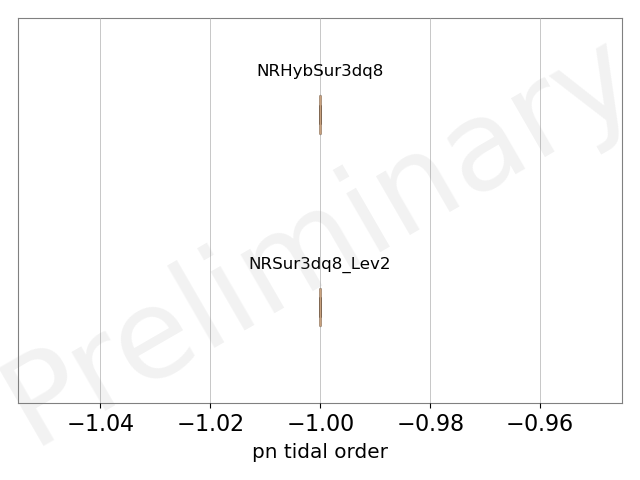 NRHybSur3dq8
NRSur3dq8_Lev2
Preliminary
−1.04 −1.02 −1.00 −0.98 −0.96
pn tidal order